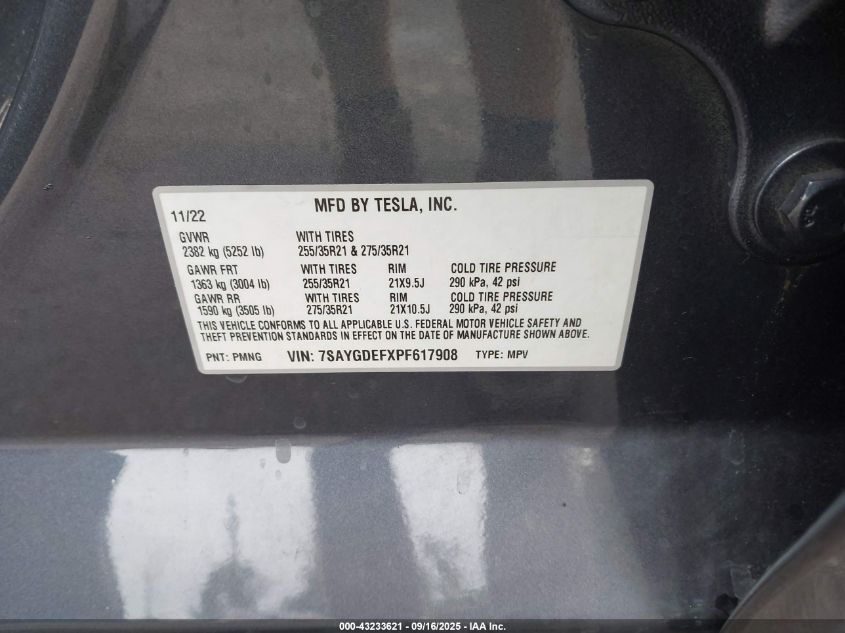 MFD BY TESLA, INC.
11/22
GVWR WITH TIRES
2382 kg (5252 lb) 255/35R21 & 275/35R21
GAWR FRT WITH TIRES RIM COLD TIRE PRESSURE
1363 kg (3004 lb) 255/35R21 21X9.5J 290 kPa, 42 psi
GAWR RR WITH TIRES RIM COLD TIRE PRESSURE
1590 kg (3505 lb) 275/35R21 21X10.5J 290 kPa, 42 psi
THIS VEHICLE CONFORMS TO ALL APPLICABLE U.S. FEDERAL MOTOR VEHICLE SAFETY AND
THEFT PREVENTION STANDARDS IN EFFECT ON THE DATE OF MANUFACTURE SHOWN ABOVE.
PNT: PMNG VIN: 7SAYGDEFXPF617908 TYPE: MPV
000-43233621 - 09/16/2025 - IAA Inc.